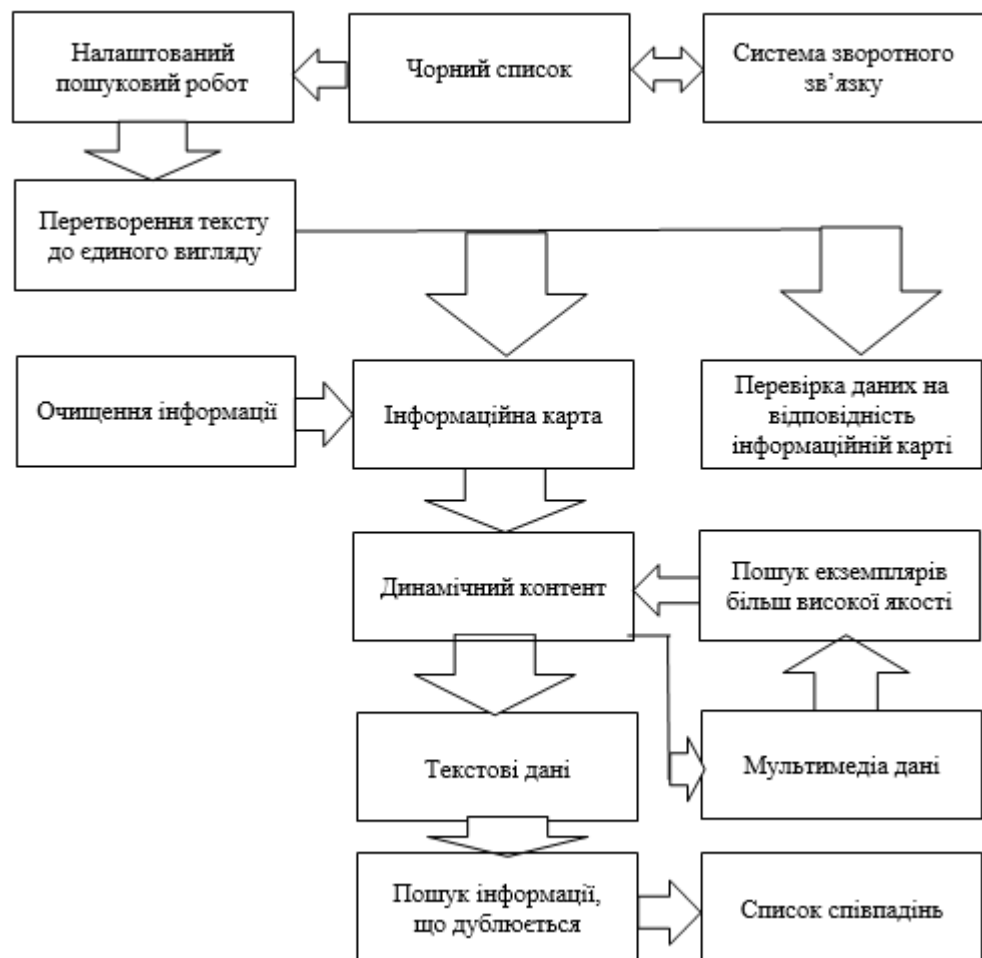 Налаштований
пошуковий робот
Чорний список
Система зворотного
зв’язку
Перетворення тексту
до єдиного вигляду
Очищення інформації
Інформаційна карта
Перевірка даних на
відповідність
інформаційній карті
Динамічний контент
Пошук екземплярів
більш високої якості
Текстові дані
Мультимедіа дані
Пошук інформації,
що дублюється
Список співпадінь